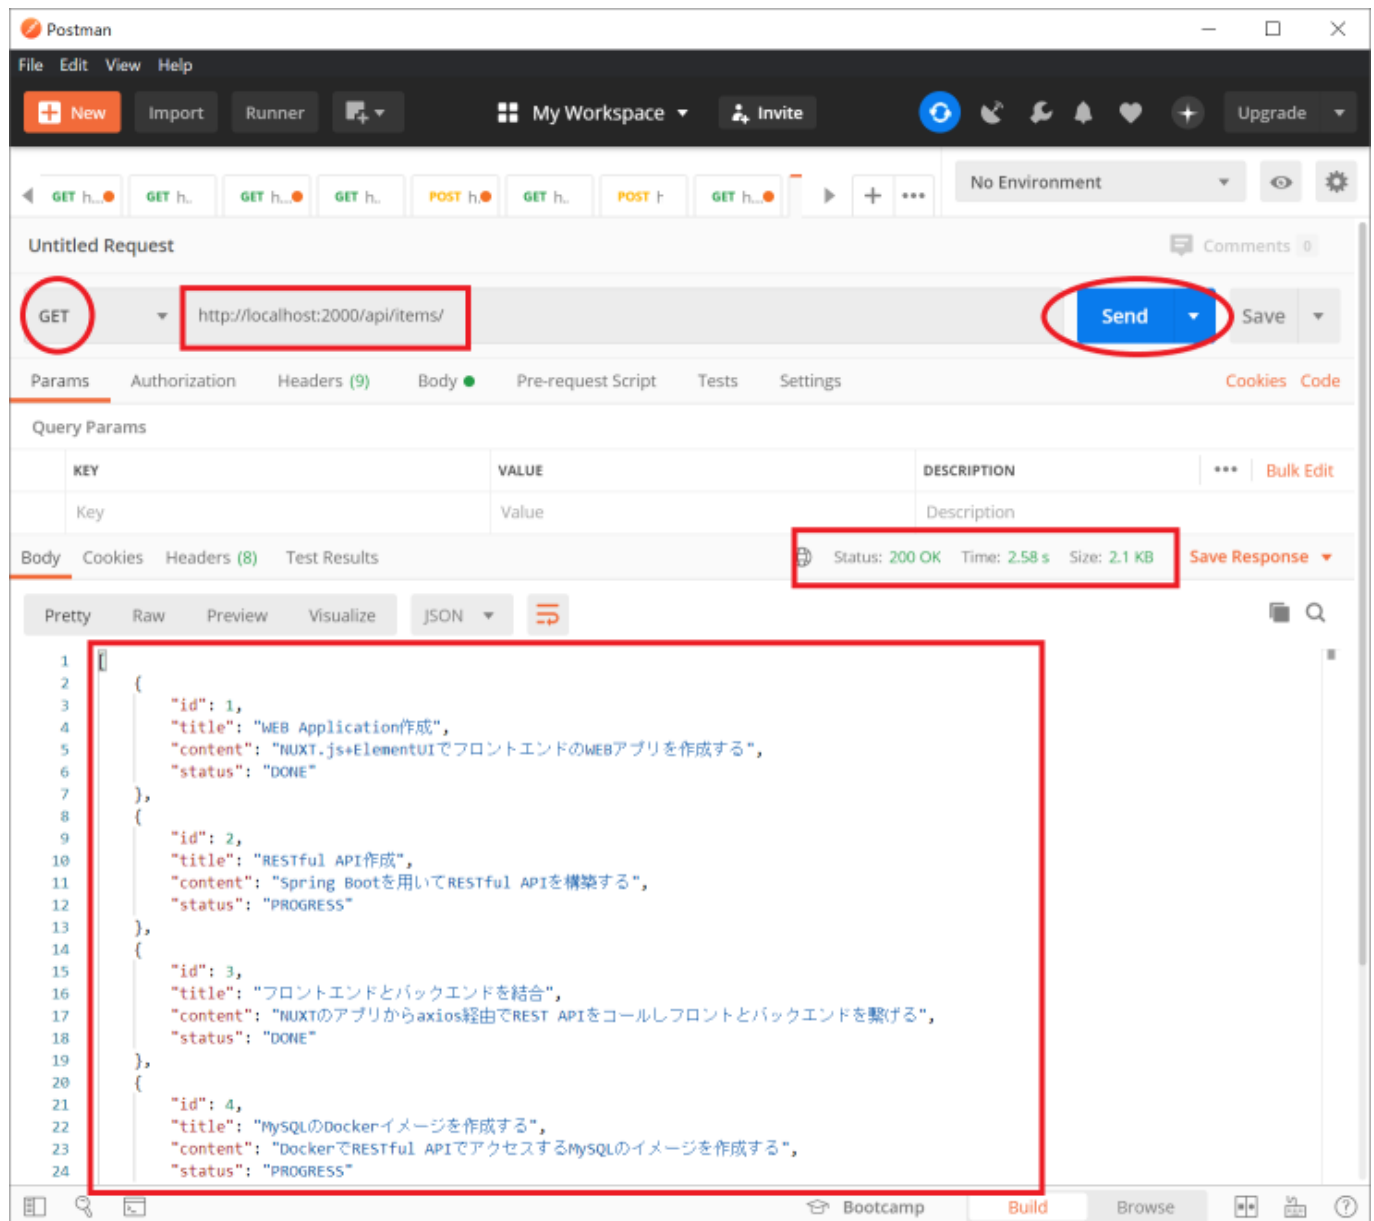 Postman
File Edit View Help
New Import Runner My Workspace Invite Upgrade
GET h... GET h.. GET h... GET h.. POST h. GET h.. POST h GET h... No Environment
Untitled Request Comments 0
GET http://localhost:2000/api/items/ Send Save
Params Authorization Headers (9) Body Pre-request Script Tests Settings Cookies Code
Query Params
KEY VALUE DESCRIPTION Bulk Edit
Key Value Description
Body Cookies Headers (8) Test Results Status: 200 OK Time: 2.58 s Size: 2.1 KB Save Response
Pretty Raw Preview Visualize JSON
1 [
2 {
3 "id": 1,
4 "title": "WEB Application作成",
5 "content": "NUXT.js+ElementUIでフロントエンドのWEBアプリを作成する",
6 "status": "DONE"
7 },
8 {
9 "id": 2,
10 "title": "RESTful API作成",
11 "content": "Spring Bootを用いてRESTful APIを構築する",
12 "status": "PROGRESS"
13 },
14 {
15 "id": 3,
16 "title": "フロントエンドとバックエンドを結合",
17 "content": "NUXTのアプリからaxios経由でREST APIをコールしフロントとバックエンドを繋げる",
18 "status": "DONE"
19 },
20 {
21 "id": 4,
22 "title": "MySQLのDockerイメージを作成する",
23 "content": "DockerでRESTful APIでアクセスするMySQLのイメージを作成する",
24 "status": "PROGRESS"
Bootcamp Build Browse